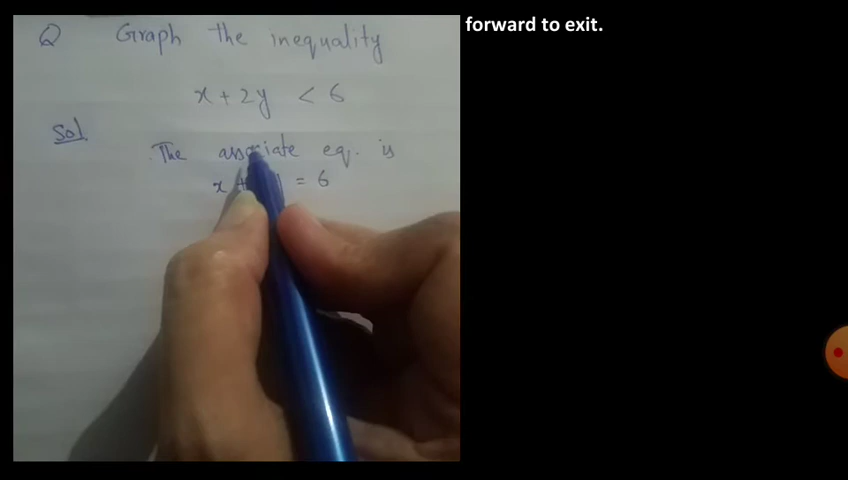 forward to exit.
Q Graph the inequality
x + 2y < 6
Sol
The associate eq. is
x + = 6